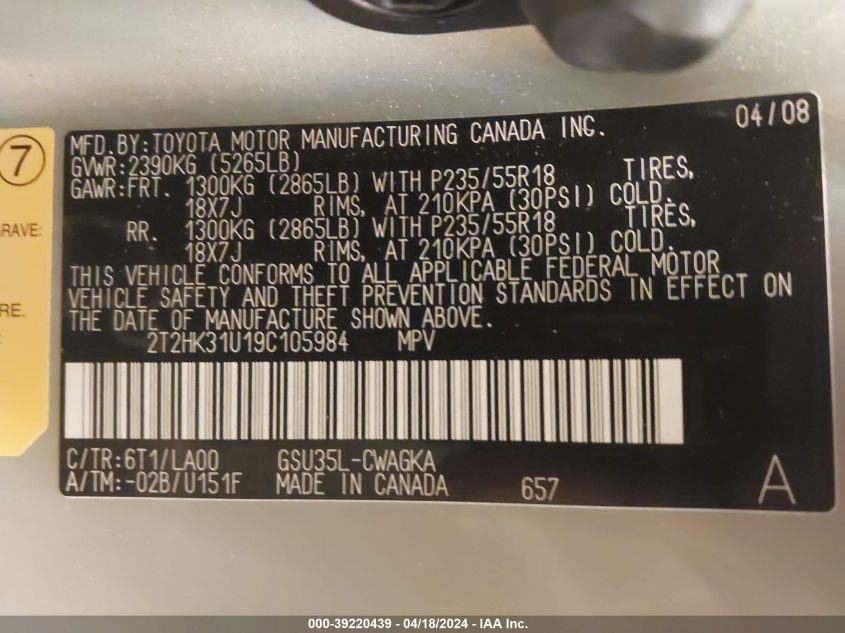 04/08
MFD.BY:TOYOTA MOTOR MANUFACTURING CANADA INC.
GVWR:2390KG (5265LB)
GAWR:FRT. 1300KG (2865LB) WITH P235/55R18 TIRES,
18X7J RIMS, AT 210KPA (30PSI) COLD.
RR. 1300KG (2865LB) WITH P235/55R18 TIRES,
18X7J RIMS, AT 210KPA (30PSI) COLD.
THIS VEHICLE CONFORMS TO ALL APPLICABLE FEDERAL MOTOR
VEHICLE SAFETY AND THEFT PREVENTION STANDARDS IN EFFECT ON
THE DATE OF MANUFACTURE SHOWN ABOVE.
2T2HK31U19C105984 MPV
C/TR:6T1/LA00 GSU35L-CWAGKA
A/TM:-02B/U151F MADE IN CANADA 657 A
7
GRAVE:
RE.
:
000-39220439 - 04/18/2024 - IAA Inc.